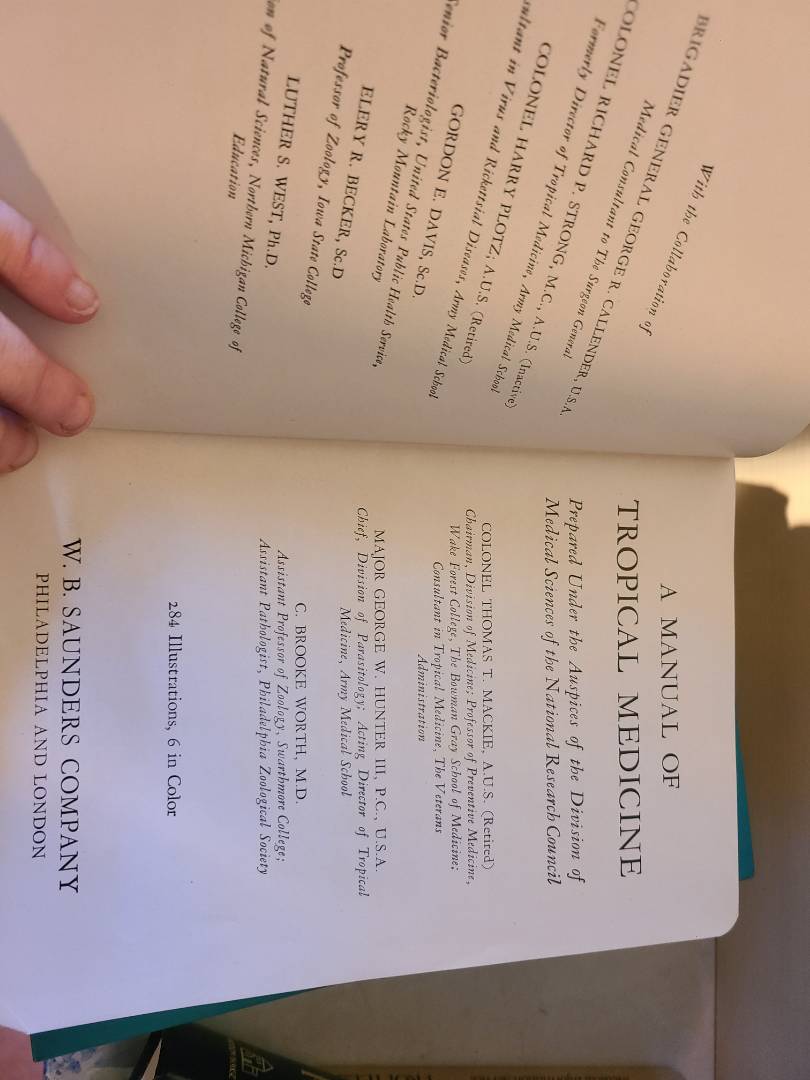 With the Collaboration of
BRIGADIER GENERAL GEORGE R. CALLENDER, U.S.A.
Medical Consultant to The Surgeon General
COLONEL RICHARD P. STRONG, M.C., A.U.S. (Inactive)
Formerly Director of Tropical Medicine, Army Medical School
COLONEL HARRY PLOTZ, A.U.S. (Retired)
in Virus and Rickettsial Diseases, Army Medical School
GORDON E. DAVIS, Sc.D.
Senior Bacteriologist, United States Public Health Service,
Rocky Mountain Laboratory
ELERY R. BECKER, Sc.D
Professor of Zoology, Iowa State College
LUTHER S. WEST, Ph.D.
of Natural Sciences, Northern Michigan College of
Education
A MANUAL OF
TROPICAL MEDICINE
Prepared Under the Auspices of the Division of
Medical Sciences of the National Research Council
COLONEL THOMAS T. MACKIE, A.U.S. (Retired)
Chairman, Division of Medicine; Professor of Preventive Medicine,
Wake Forest College, The Bowman Gray School of Medicine;
Consultant in Tropical Medicine, The Veterans
Administration
MAJOR GEORGE W. HUNTER III, P.C., U.S.A.
Chief, Division of Parasitology; Acting Director of Tropical
Medicine, Army Medical School
C. BROOKE WORTH, M.D.
Assistant Professor of Zoology, Swarthmore College;
Assistant Pathologist, Philadelphia Zoological Society
284 Illustrations, 6 in Color
W. B. SAUNDERS COMPANY
PHILADELPHIA AND LONDON